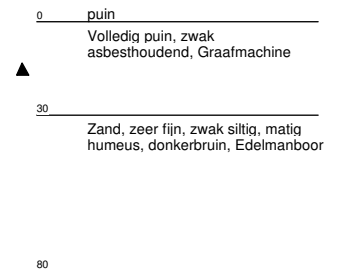 0 puin
Volledig puin, zwak
asbesthoudend, Graafmachine
30
Zand, zeer fijn, zwak siltig, matig
humeus, donkerbruin, Edelmanboor
80